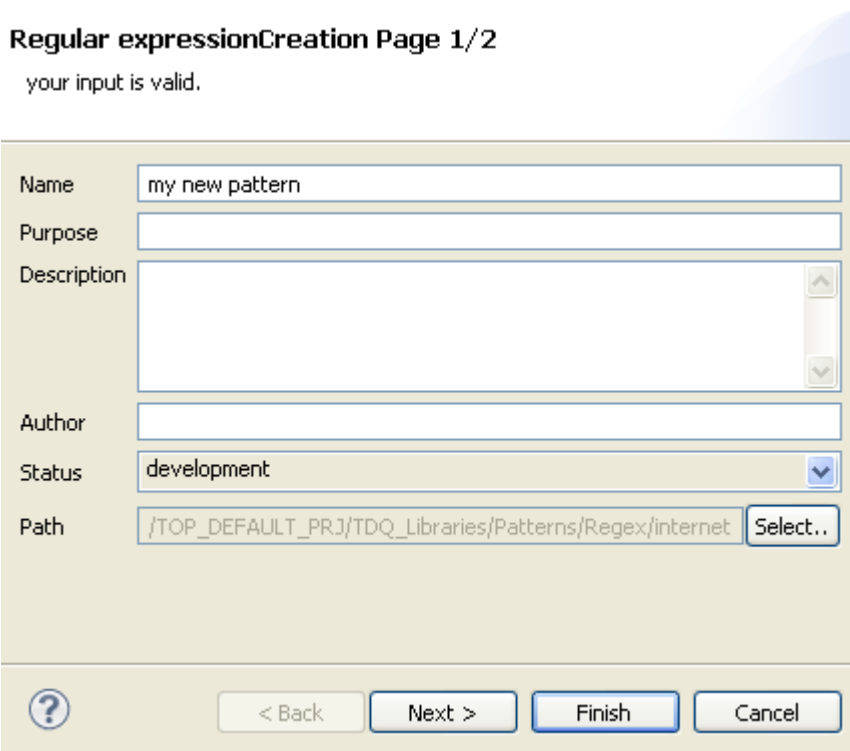 Regular expressionCreation Page 1/2
your input is valid.
Name my new pattern
Purpose
Description
Author
Status development
Path /TOP_DEFAULT_PRJ/TDQ_Libraries/Patterns/Regex/internet Select..
? < Back Next > Finish Cancel